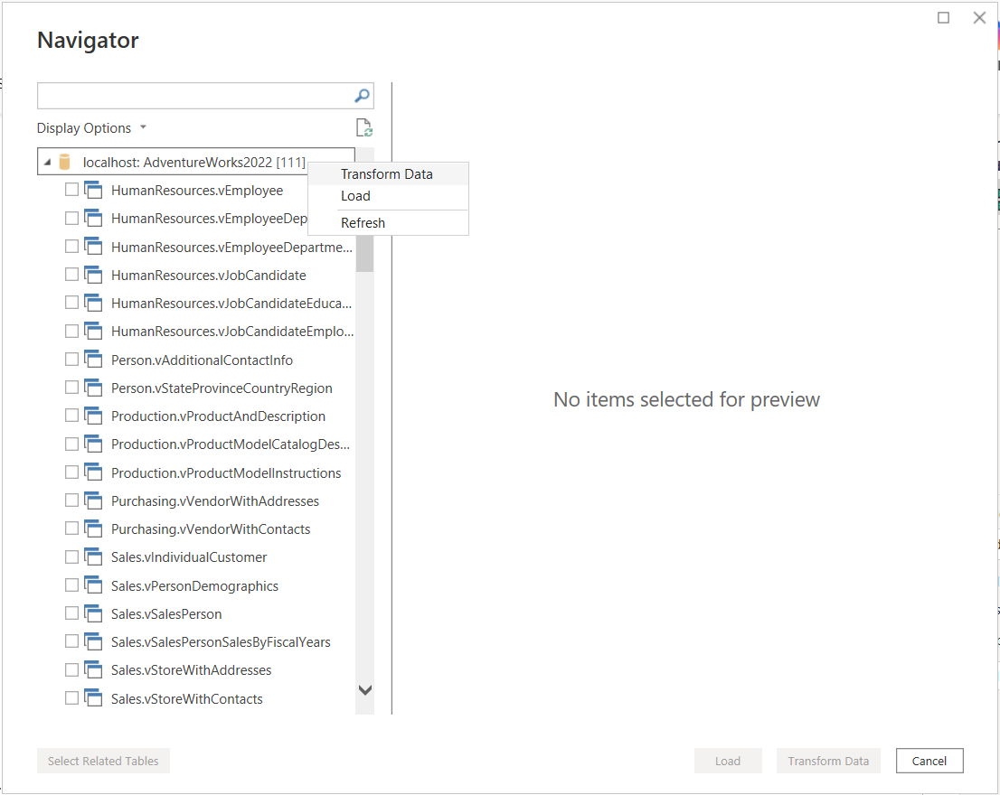 Navigator
Display Options
localhost: AdventureWorks2022 [111]
Transform Data
Load
Refresh
HumanResources.vEmployee
HumanResources.vEmployeeDep
HumanResources.vEmployeeDepartme...
HumanResources.vJobCandidate
HumanResources.vJobCandidateEduca...
HumanResources.vJobCandidateEmplo...
Person.vAdditionalContactInfo
Person.vStateProvinceCountryRegion
Production.vProductAndDescription
Production.vProductModelCatalogDes...
Production.vProductModelInstructions
Purchasing.vVendorWithAddresses
Purchasing.vVendorWithContacts
Sales.vIndividualCustomer
Sales.vPersonDemographics
Sales.vSalesPerson
Sales.vSalesPersonSalesByFiscalYears
Sales.vStoreWithAddresses
Sales.vStoreWithContacts
No items selected for preview
Select Related Tables
Load
Transform Data
Cancel